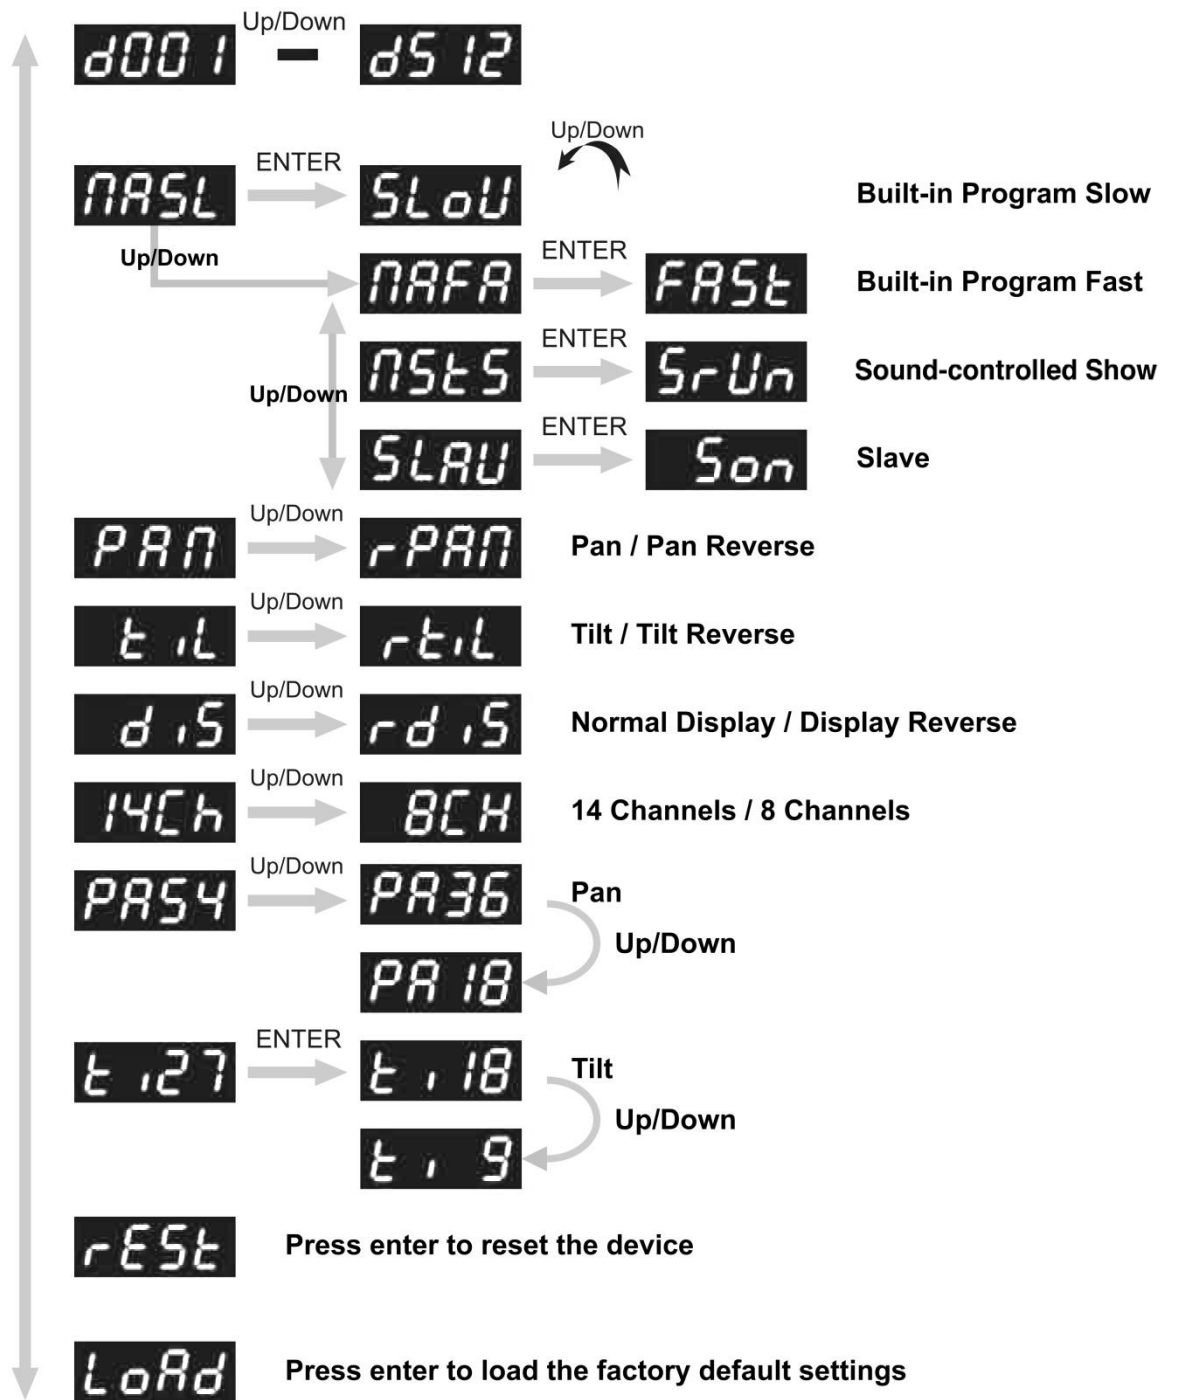 Up/Down
d001 d512
Up/Down
ENTER
MASL SLoU Built-in Program Slow
Up/Down
ENTER
MAFA FASt Built-in Program Fast
ENTER
MStS SrUn Sound-controlled Show
Up/Down
ENTER
SLAU Son Slave
Up/Down
PAM rPAM Pan / Pan Reverse
Up/Down
tiL rtiL Tilt / Tilt Reverse
Up/Down
diS rdiS Normal Display / Display Reverse
Up/Down
14Ch 8CH 14 Channels / 8 Channels
Up/Down
PA54 PA36 Pan
Up/Down
PA18
ENTER
ti27 ti18 Tilt
Up/Down
ti 9
rESt Press enter to reset the device
LoAd Press enter to load the factory default settings